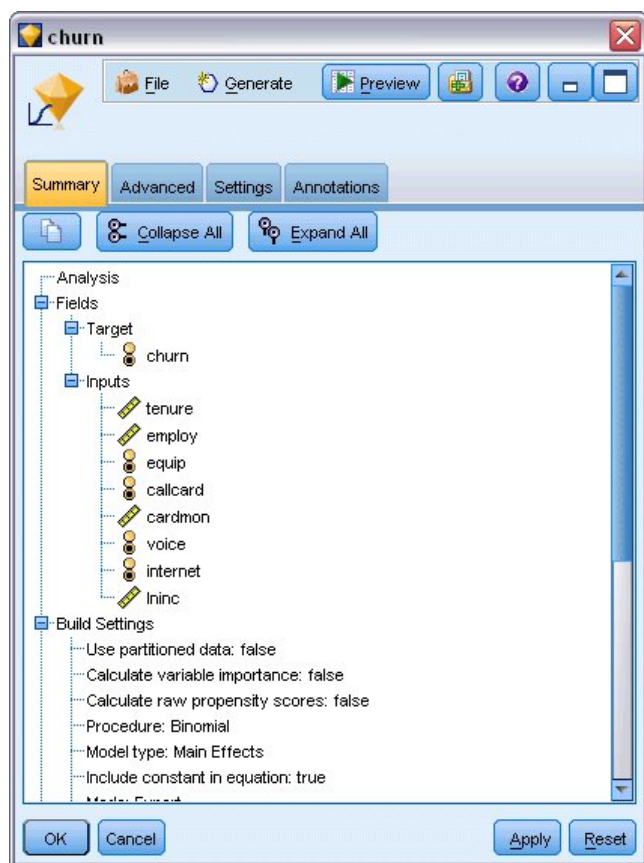 churn
File Generate Preview
Summary Advanced Settings Annotations
Collapse All Expand All
Analysis
Fields
Target
churn
Inputs
tenure
employ
equip
callcard
cardmon
voice
internet
lninc
Build Settings
Use partitioned data: false
Calculate variable importance: false
Calculate raw propensity scores: false
Procedure: Binomial
Model type: Main Effects
Include constant in equation: true
Mode: Expert
OK Cancel Apply Reset